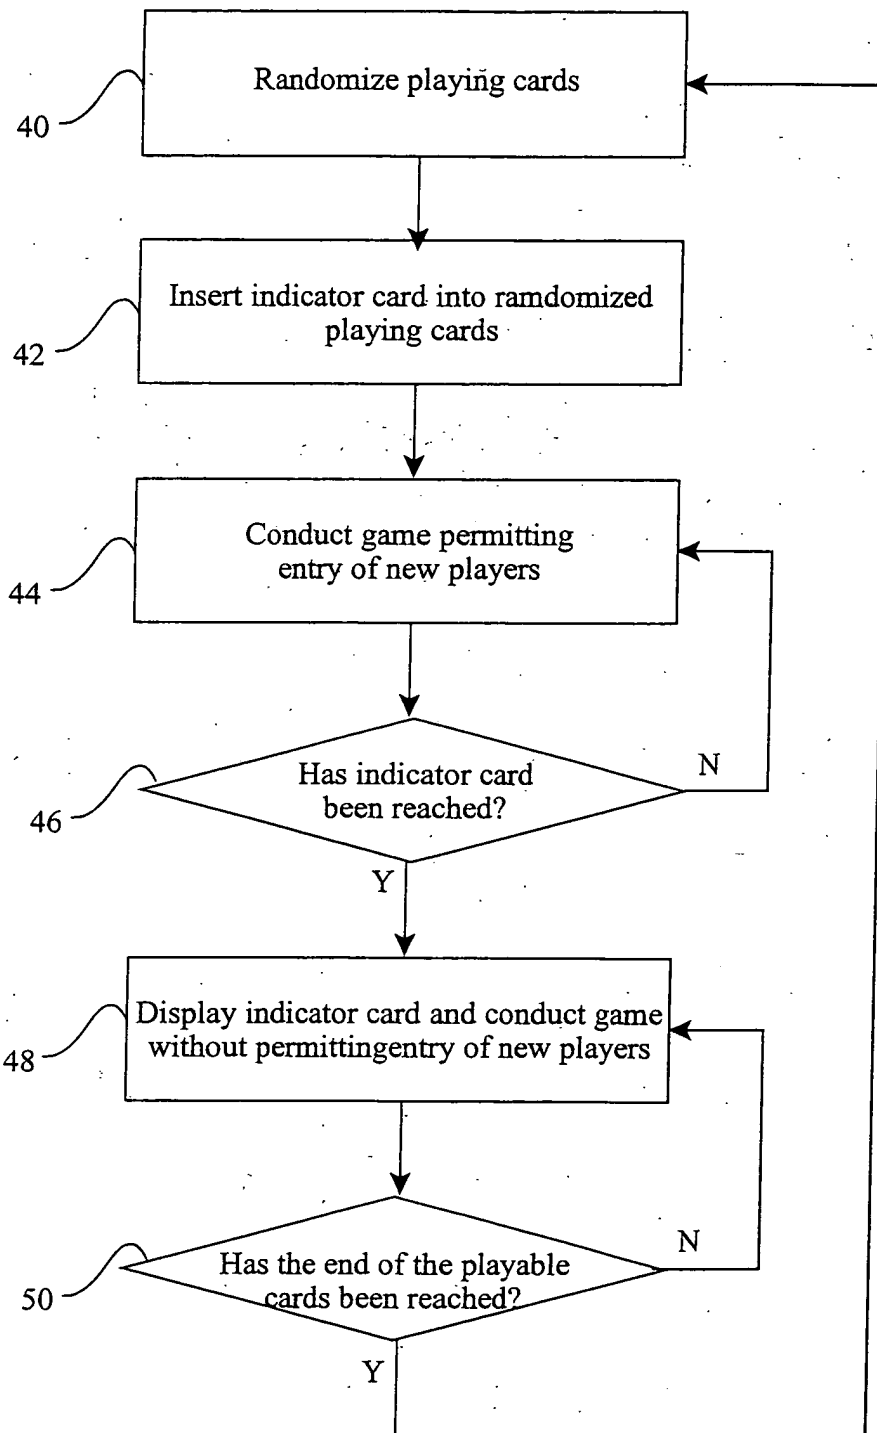 Randomize playing cards
40
Insert indicator card into ramdomized
playing cards
42
Conduct game permitting
entry of new players
44
Has indicator card
been reached?
N
46
Y
Display indicator card and conduct game
without permittingentry of new players
48
N
Has the end of the playable
cards been reached?
50
Y